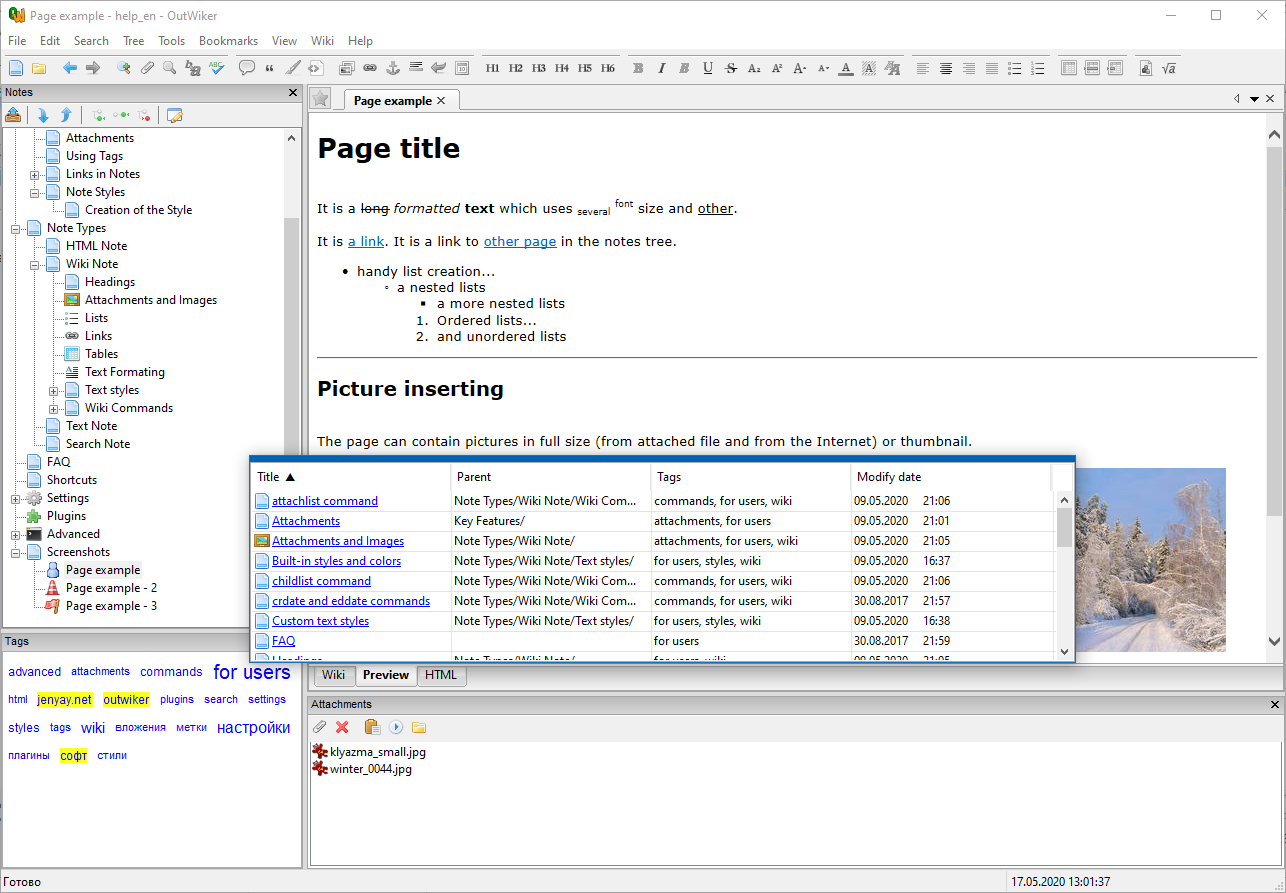 Page example - help_en - OutWiker
File Edit Search Tree Tools Bookmarks View Wiki Help
H1 H2 H3 H4 H5 H6 B I B U S A₂ A² A A A √a
Notes
Attachments
Using Tags
Links in Notes
Note Styles
Creation of the Style
Note Types
HTML Note
Wiki Note
Headings
Attachments and Images
Lists
Links
Tables
Text Formating
Text styles
Wiki Commands
Text Note
Search Note
FAQ
Shortcuts
Settings
Plugins
Advanced
Screenshots
Page example
Page example - 2
Page example - 3
Tags
advanced attachments commands for users
html jenyay.net outwiker plugins search settings
styles tags wiki вложения метки настройки
плагины софт стили
Page example
Page title
It is a long formatted text which uses several font size and other.
It is a link. It is a link to other page in the notes tree.
• handy list creation...
◦ a nested lists
▪ a more nested lists
1. Ordered lists...
2. and unordered lists
Picture inserting
The page can contain pictures in full size (from attached file and from the Internet) or thumbnail.
Title ▲ Parent Tags Modify date
attachlist command Note Types/Wiki Note/Wiki Com... commands, for users, wiki 09.05.2020 21:06
Attachments Key Features/ attachments, for users 09.05.2020 21:01
Attachments and Images Note Types/Wiki Note/ attachments, for users, wiki 09.05.2020 21:05
Built-in styles and colors Note Types/Wiki Note/Text styles/ for users, styles, wiki 09.05.2020 16:37
childlist command Note Types/Wiki Note/Wiki Com... commands, for users, wiki 09.05.2020 21:06
crdate and eddate commands Note Types/Wiki Note/Wiki Com... commands, for users, wiki 30.08.2017 21:57
Custom text styles Note Types/Wiki Note/Text styles/ for users, styles, wiki 09.05.2020 16:38
FAQ for users 30.08.2017 21:59
Headings Note Types/Wiki Note/ for users, wiki 09.05.2020 21:05
Wiki Preview HTML
Attachments
klyazma_small.jpg
winter_0044.jpg
Готово 17.05.2020 13:01:37